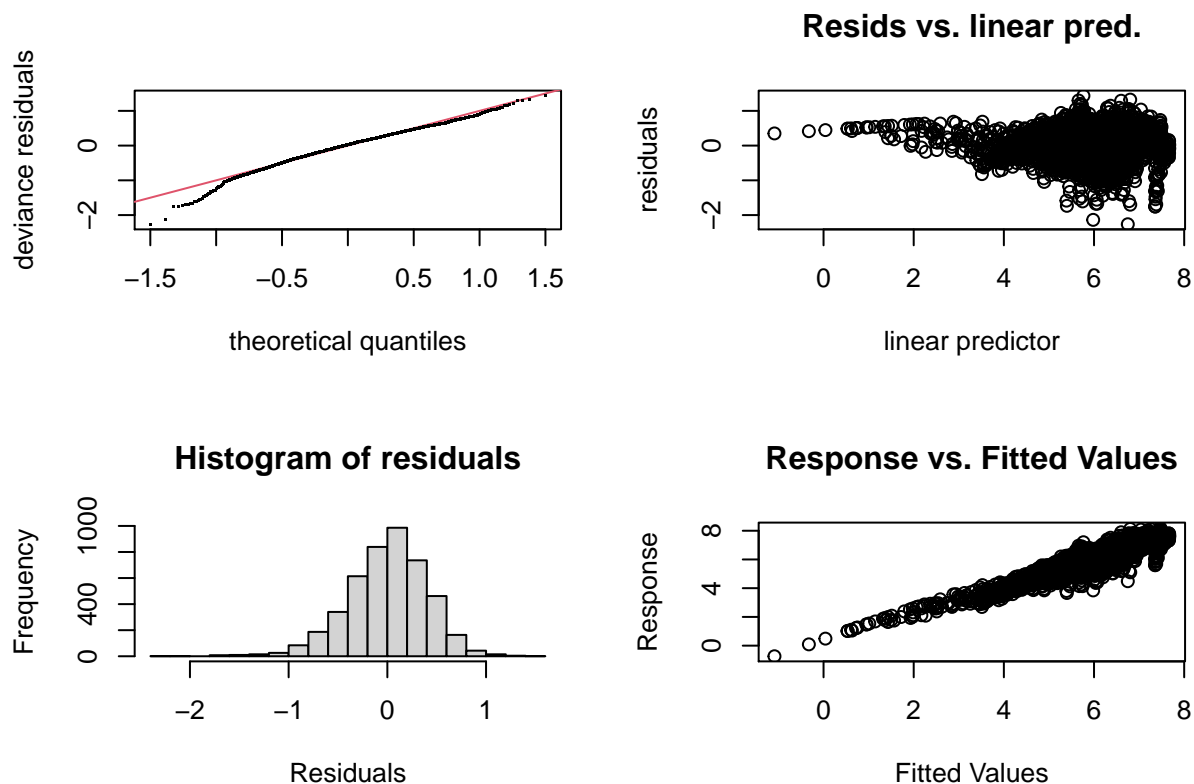 deviance residuals
0
−2
−1.5
−0.5
0.5
1.0
1.5
theoretical quantiles
Resids vs. linear pred.
residuals
0
−2
0
2
4
6
8
linear predictor
Histogram of residuals
Frequency
1000
400
0
−2
−1
0
1
Residuals
Response vs. Fitted Values
Response
8
4
0
0
2
4
6
8
Fitted Values